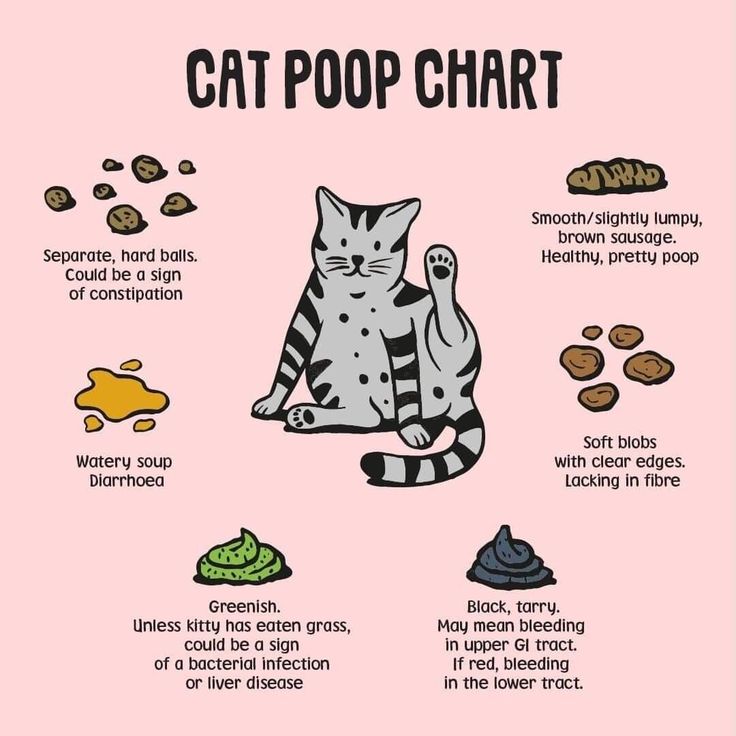 CAT POOP CHART
Separate, hard balls.
Could be a sign
of constipation
Smooth/slightly lumpy,
brown sausage.
Healthy, pretty poop
Watery soup
Diarrhoea
Soft blobs
with clear edges.
Lacking in fibre
Greenish.
Unless kitty has eaten grass,
could be a sign
of a bacterial infection
or liver disease
Black, tarry.
May mean bleeding
in upper GI tract.
If red, bleeding
in the lower tract.